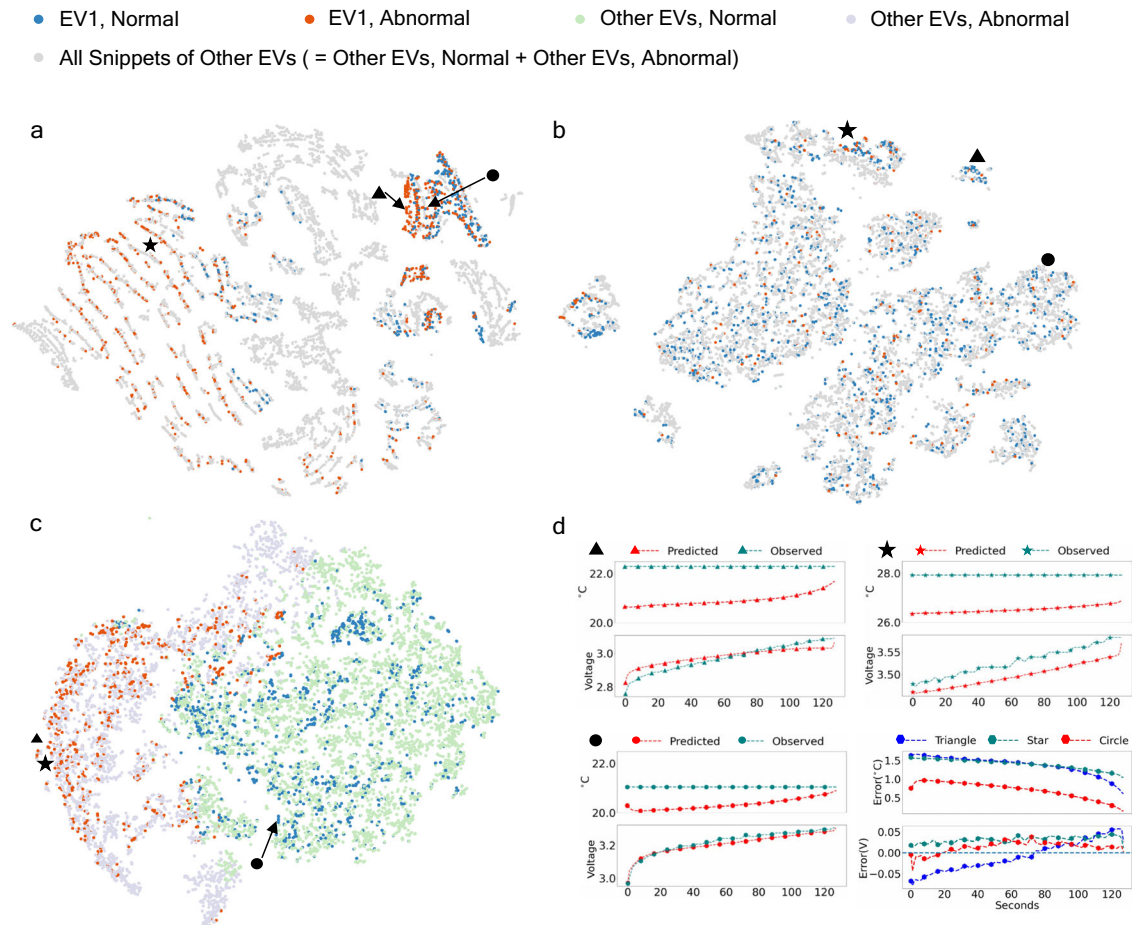 EV1, Normal
EV1, Abnormal
Other EVs, Normal
Other EVs, Abnormal
All Snippets of Other EVs ( = Other EVs, Normal + Other EVs, Abnormal)
a
b
c
d
Predicted
Observed
22.0
20.0
°C
3.0
2.8
Voltage
0 20 40 60 80 100 120
Predicted
Observed
28.0
26.0
°C
3.55
3.50
Voltage
0 20 40 60 80 100 120
Predicted
Observed
22.0
20.0
°C
3.2
3.0
Voltage
0 20 40 60 80 100 120
Triangle
Star
Circle
1.5
1.0
0.5
Error(°C)
0.05
0.00
−0.05
Error(V)
0 20 40 60 80 100 120
Seconds